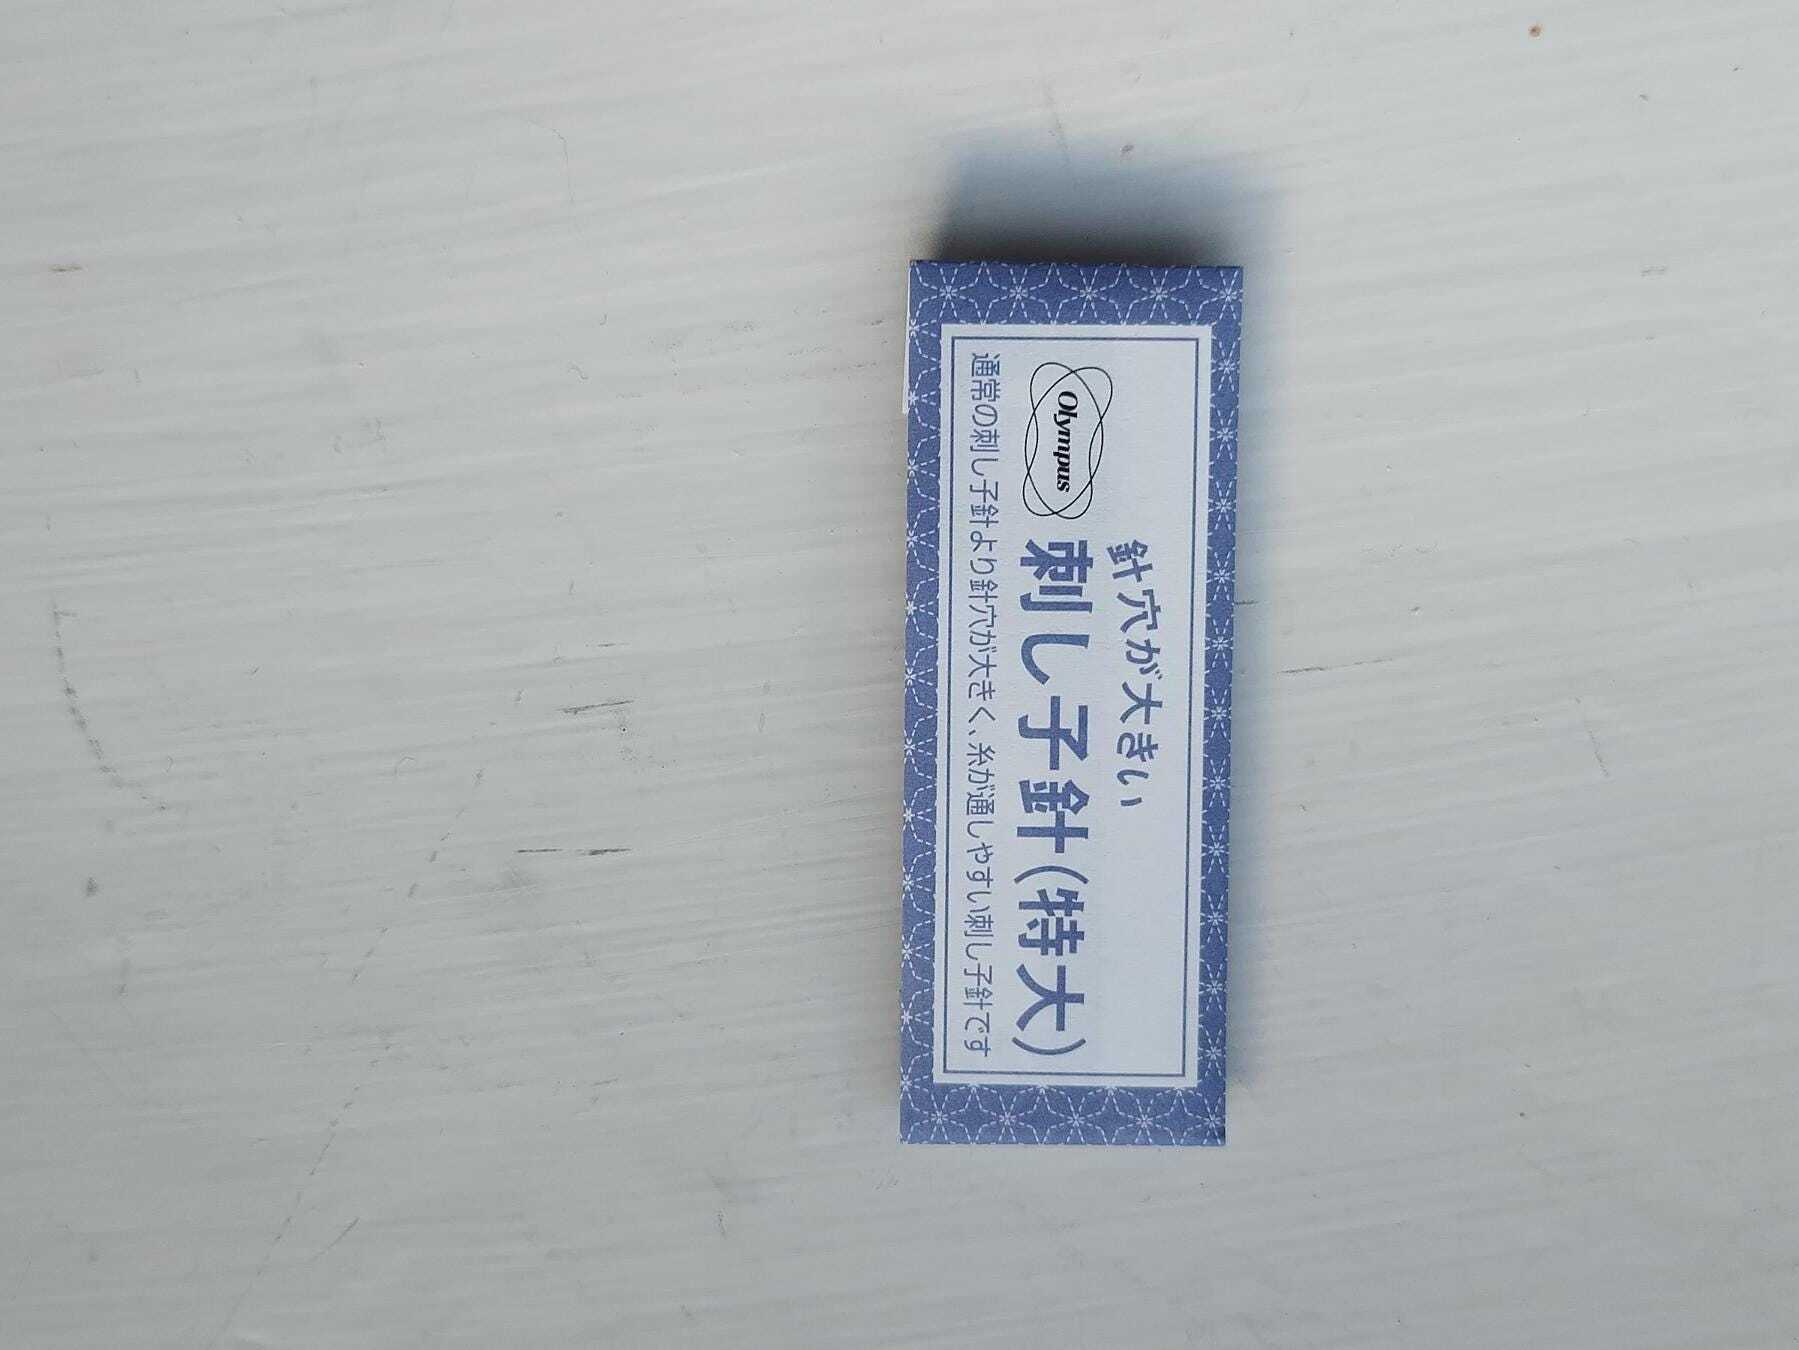 針穴が大きい
Olympus
刺し子針(特大)
通常の刺し子針より針穴が大きく、糸が通しやすい刺し子針です